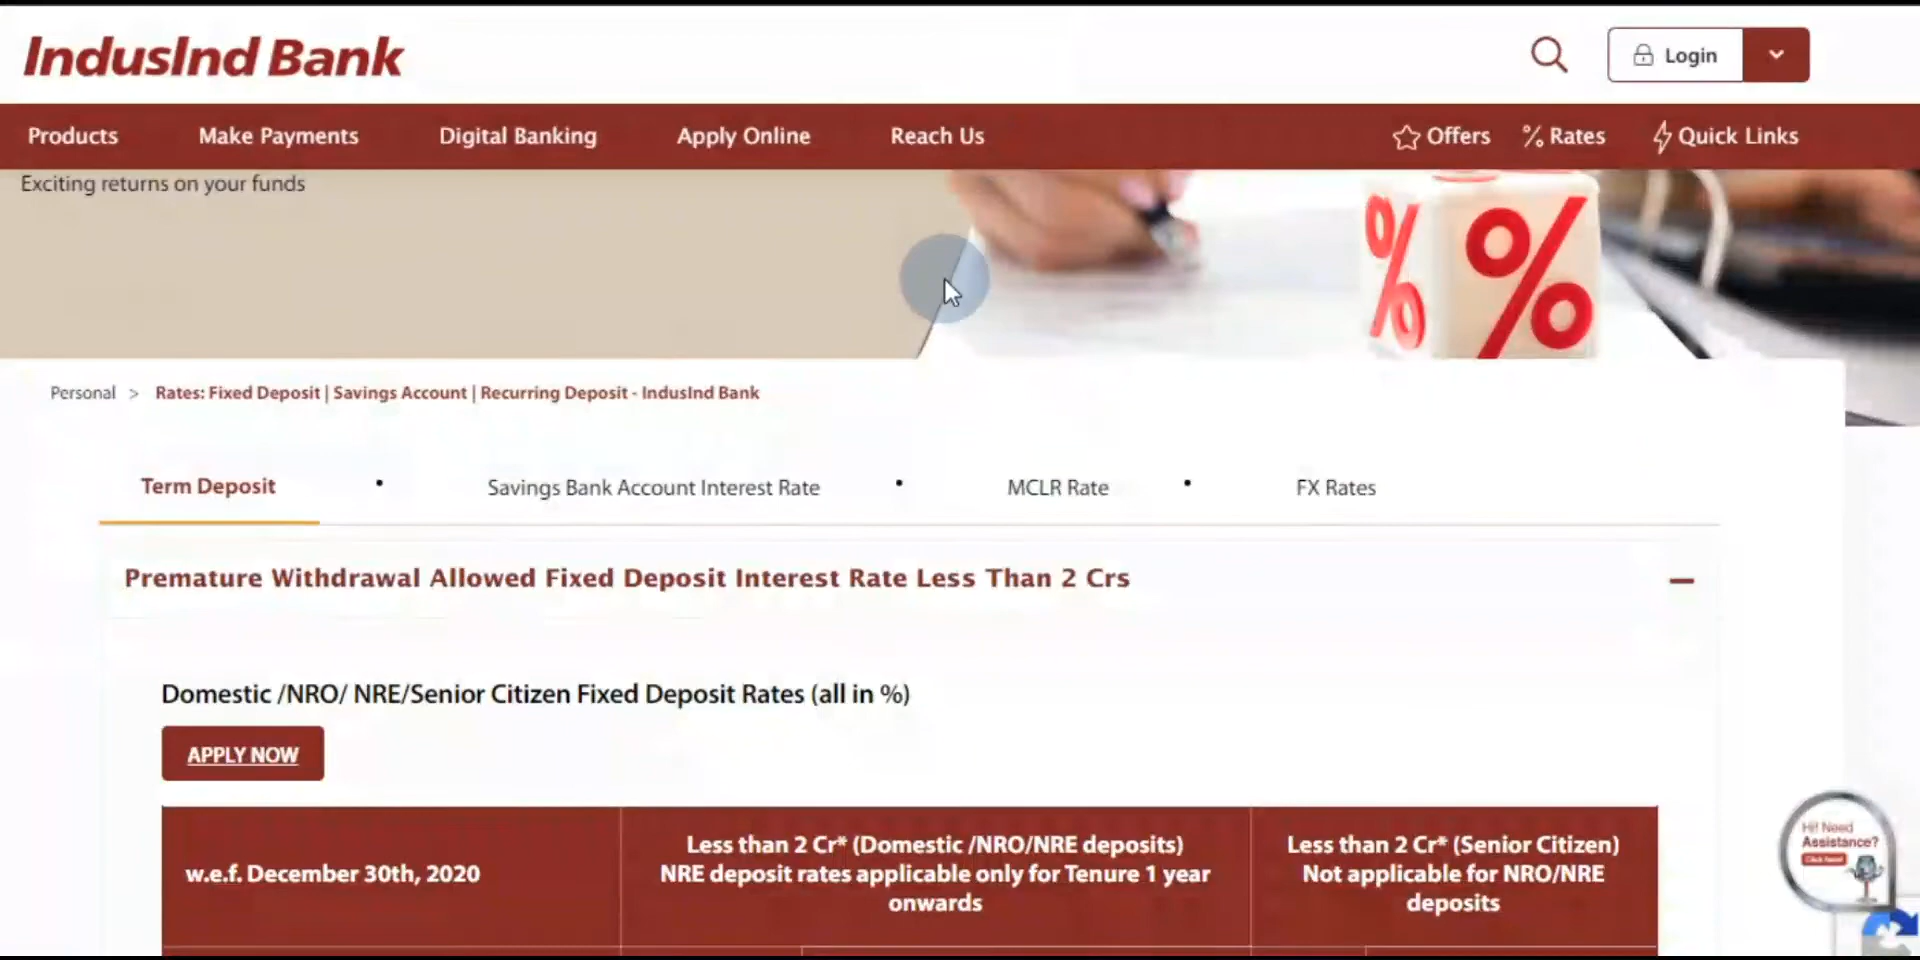 IndusInd Bank
Login
Products Make Payments Digital Banking Apply Online Reach Us Offers % Rates Quick Links
Exciting returns on your funds
% %
Personal > Rates: Fixed Deposit | Savings Account | Recurring Deposit - IndusInd Bank
Term Deposit • Savings Bank Account Interest Rate • MCLR Rate • FX Rates
Premature Withdrawal Allowed Fixed Deposit Interest Rate Less Than 2 Crs
Domestic /NRO/ NRE/Senior Citizen Fixed Deposit Rates (all in %)
APPLY NOW
w.e.f. December 30th, 2020
Less than 2 Cr* (Domestic /NRO/NRE deposits)
NRE deposit rates applicable only for Tenure 1 year
onwards
Less than 2 Cr* (Senior Citizen)
Not applicable for NRO/NRE
deposits
Hi! Need
Assistance?